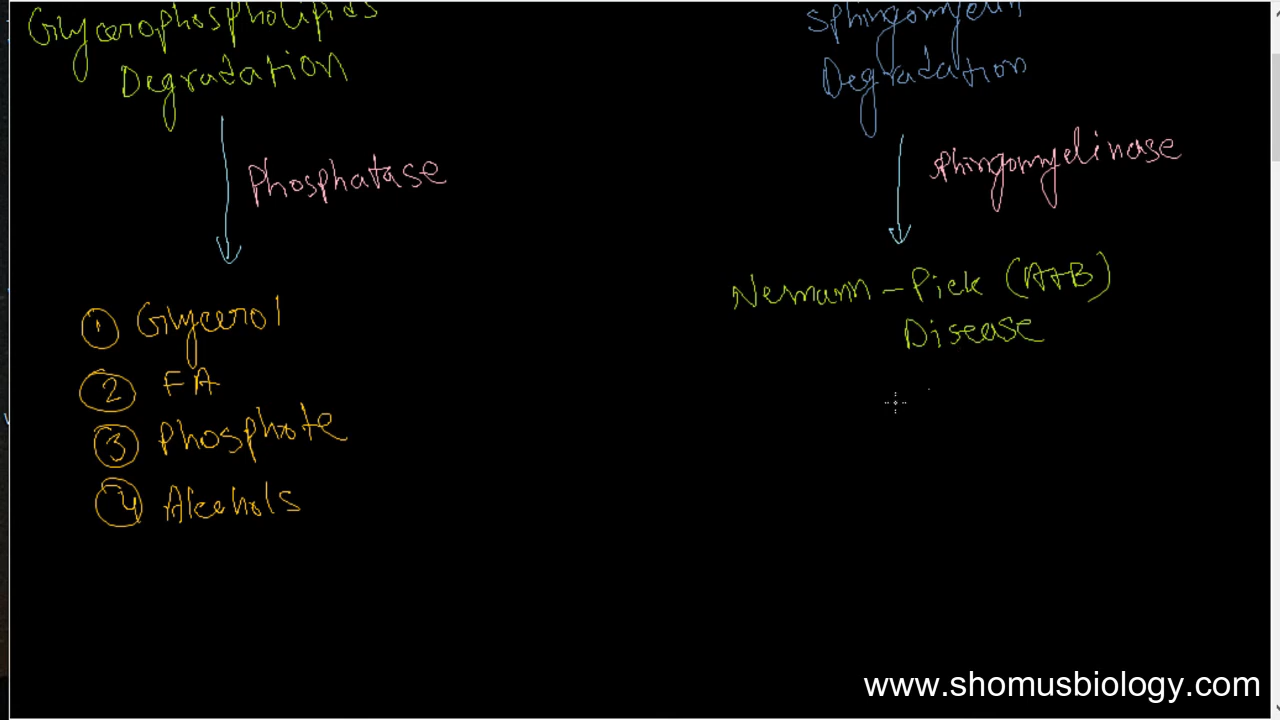 Glycerophospholipids
Degradation
Phosphatase
① Glycerol
② FA
③ Phosphate
④ Alcohols
Sphingomyelin
Degradation
Sphingomyelinase
Nemann-Pick (A+B)
Disease
www.shomusbiology.com